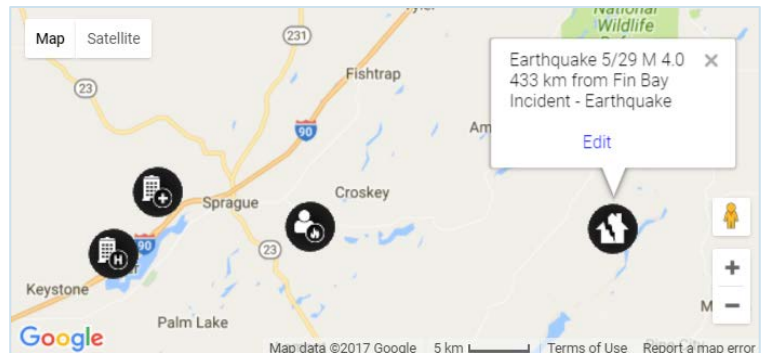 Map Satellite
National
Wildlife
231
23
Fishtrap
90
Earthquake 5/29 M 4.0
433 km from Fin Bay
Incident - Earthquake
Edit
Croskey
Sprague
H
90
23
Keystone
Palm Lake
Google
Map data ©2017 Google 5 km Terms of Use Report a map error